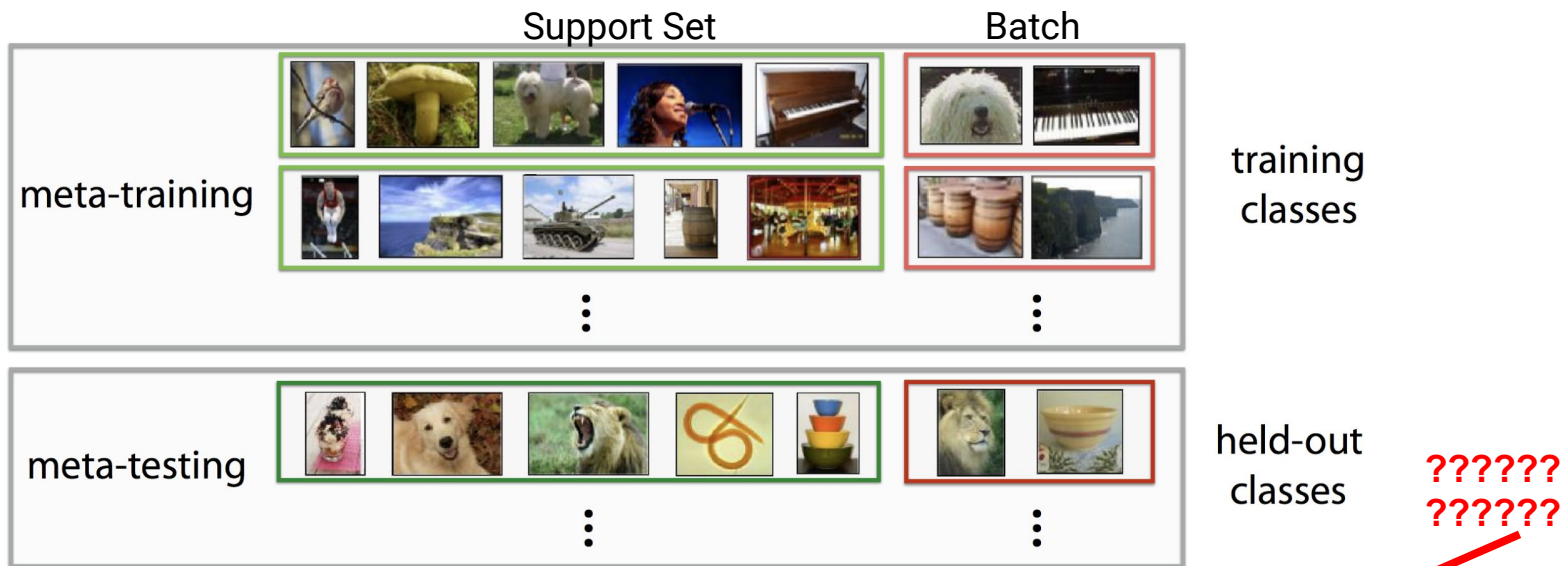 Support Set
Batch
meta-training
training
classes
meta-testing
held-out
classes
??????
??????